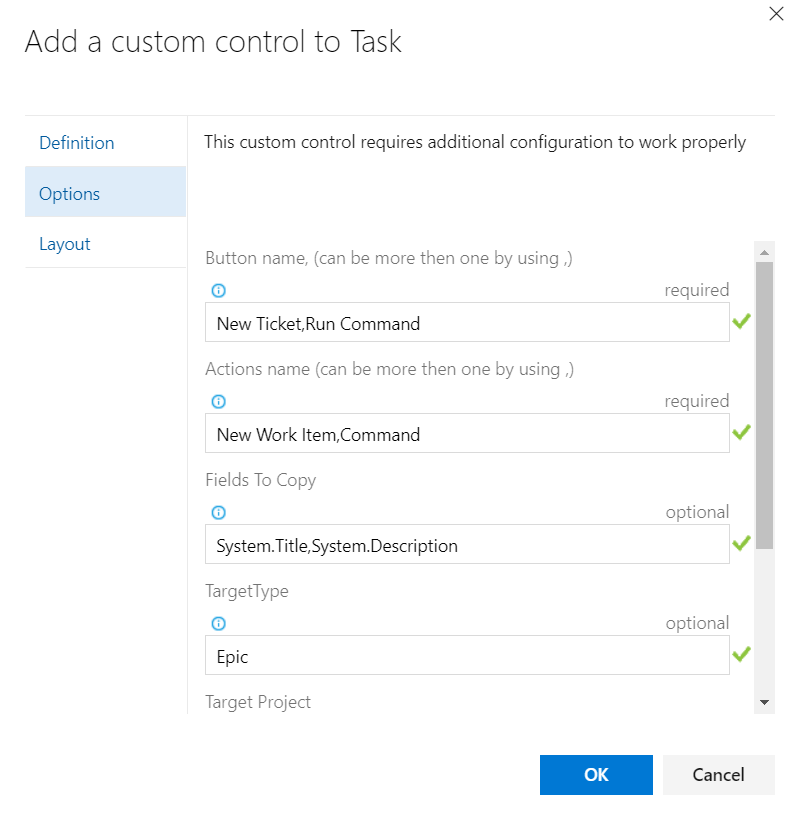 Add a custom control to Task
Definition
Options
Layout
This custom control requires additional configuration to work properly
Button name, (can be more then one by using ,)
required
New Ticket,Run Command
Actions name (can be more then one by using ,)
required
New Work Item,Command
Fields To Copy
optional
System.Title,System.Description
TargetType
optional
Epic
Target Project
OK
Cancel